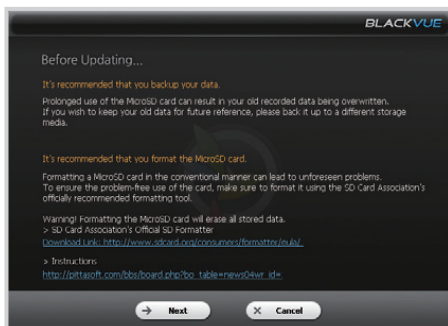 BLACKVUE
Before Updating...
It's recommended that you backup your data.
Prolonged use of the MicroSD card can result in your old recorded data being overwritten.
If you wish to keep your old data for future reference, please back it up to a different storage
media.
It's recommended that you format the MicroSD card.
Formatting a MicroSD card in the conventional manner can lead to unforeseen problems.
To ensure the problem-free use of the card, make sure to format it using the SD Card Association's
officially recommended formatting tool.
Warning! Formatting the MicroSD card will erase all stored data.
> SD Card Association's Official SD Formatter
Download Link: http://www.sdcard.org/consumers/formatter/eula/
> Instructions
http://pittasoft.com/bbs/board.php?bo_table=news04wr_id=
Next
Cancel